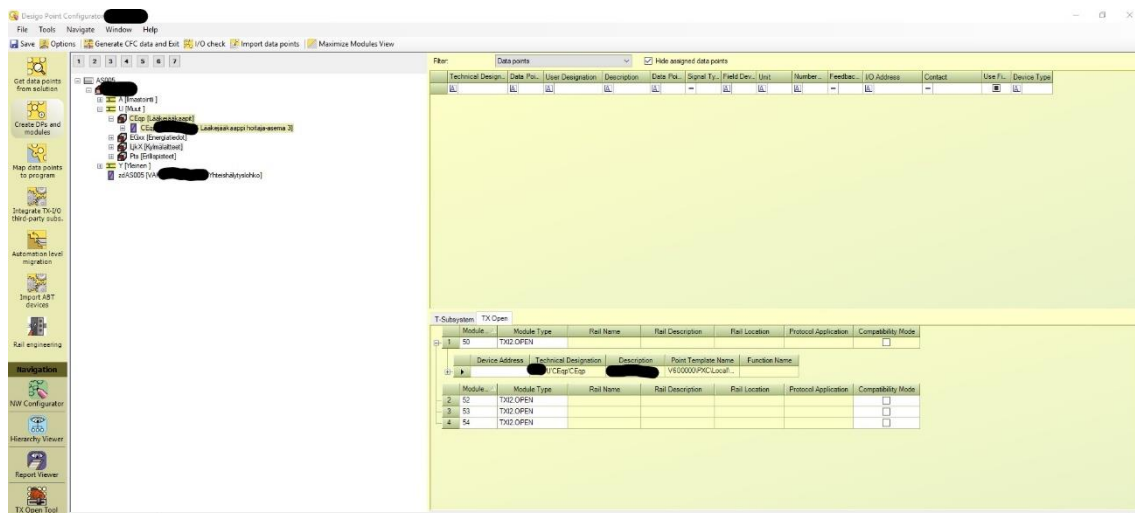 Desigo Point Configurator
File Tools Navigate Window Help
Save Options Generate CFC data and Exit I/O check Import data points Maximize Modules View
Get data points from solution
Create DPs and modules
Map data points to program
Integrate TX-I/O third-party subs.
Automation level migration
Import ABT devices
Rail engineering
Navigation
NW Configurator
Hierarchy Viewer
Report Viewer
TX Open Tool
1 2 3 4 5 6 7
AS005
A [Ilmastointi ]
U [Muut ]
CEqp [Lääkejääkaapit]
CEqp Lääkejääkaappi hoitaja-asema 3]
EGxx [Energiatiedot]
LjkX [Kylmälaitteet]
Pts [Erillispisteet]
Y [Yleinen ]
zdAS005 [VA Yhteishälytyslohko]
Filter: Data points Hide assigned data points
Technical Design... Data Poi... User Designation Description Data Poi... Signal Ty... Field Dev... Unit Number... Feedbac... I/O Address Contact Use Fi... Device Type
T-Subsystem TX Open
Module... Module Type Rail Name Rail Description Rail Location Protocol Application Compatibility Mode
1 50 TXI2.OPEN
Device Address Technical Designation Description Point Template Name Function Name
U'CEqp'CEqp V600000\PXC\Local\...
Module... Module Type Rail Name Rail Description Rail Location Protocol Application Compatibility Mode
2 52 TXI2.OPEN
3 53 TXI2.OPEN
4 54 TXI2.OPEN